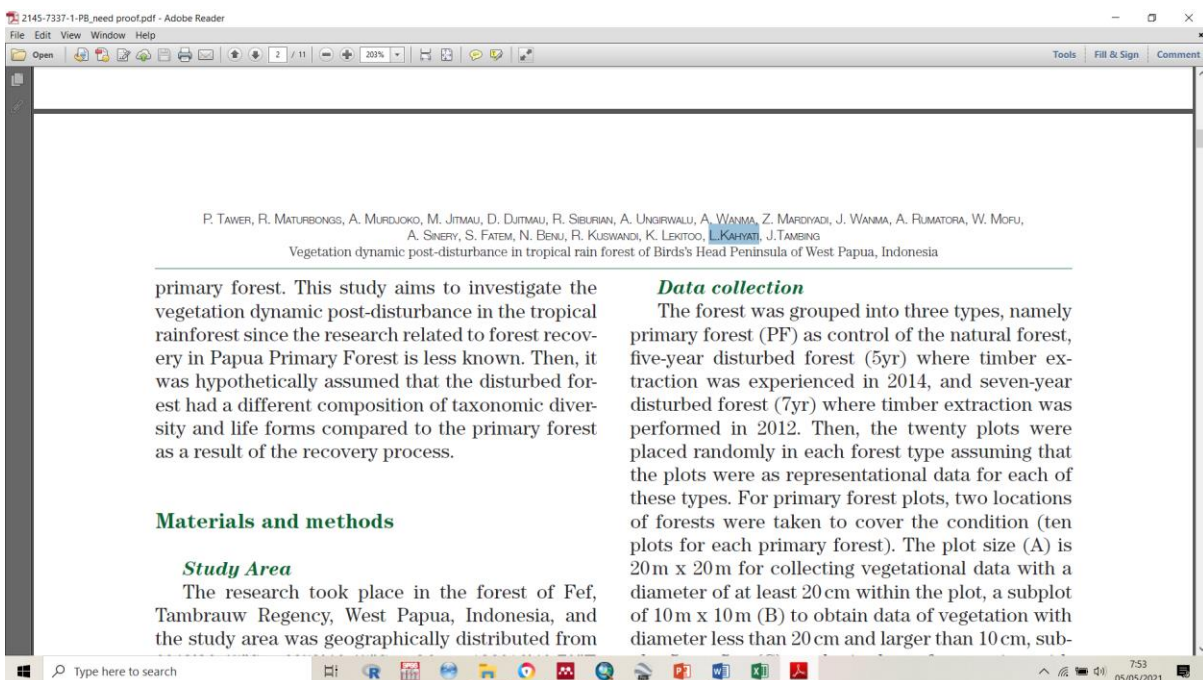 2145-7337-1-PB_need proof.pdf - Adobe Reader
File Edit View Window Help
Open 2 / 11 203% Tools Fill & Sign Comment
P. Tawer, R. Maturbongs, A. Murdjoko, M. Jitmau, D. Djitmau, R. Siburian, A. Ungirwalu, A. Wanma, Z. Mardiyadi, J. Wanma, A. Rumatora, W. Mofu,
A. Sinery, S. Fatem, N. Benu, R. Kuswandi, K. Lekitoo, L.Kahyati, J.Tambing
Vegetation dynamic post-disturbance in tropical rain forest of Birds's Head Peninsula of West Papua, Indonesia
primary forest. This study aims to investigate the
vegetation dynamic post-disturbance in the tropical
rainforest since the research related to forest recov-
ery in Papua Primary Forest is less known. Then, it
was hypothetically assumed that the disturbed for-
est had a different composition of taxonomic diver-
sity and life forms compared to the primary forest
as a result of the recovery process.
Materials and methods
Study Area
The research took place in the forest of Fef,
Tambrauw Regency, West Papua, Indonesia, and
the study area was geographically distributed from
Data collection
The forest was grouped into three types, namely
primary forest (PF) as control of the natural forest,
five-year disturbed forest (5yr) where timber ex-
traction was experienced in 2014, and seven-year
disturbed forest (7yr) where timber extraction was
performed in 2012. Then, the twenty plots were
placed randomly in each forest type assuming that
the plots were as representational data for each of
these types. For primary forest plots, two locations
of forests were taken to cover the condition (ten
plots for each primary forest). The plot size (A) is
20 m x 20 m for collecting vegetational data with a
diameter of at least 20 cm within the plot, a subplot
of 10 m x 10 m (B) to obtain data of vegetation with
diameter less than 20 cm and larger than 10 cm, sub-
Type here to search
7:53
05/05/2021